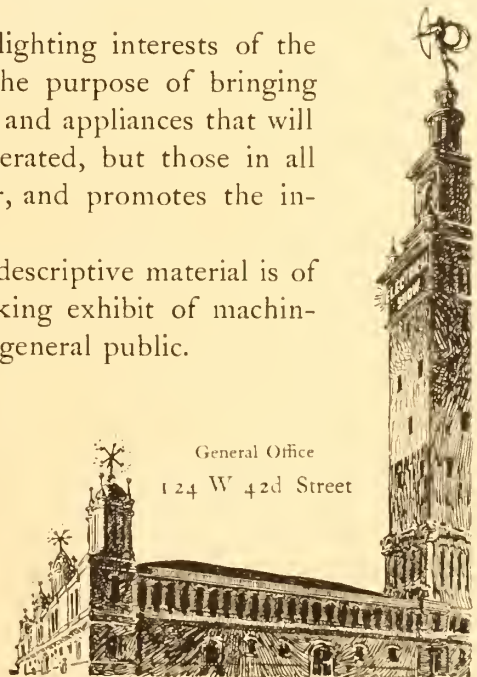 lighting interests of the
he purpose of bringing
and appliances that will
erated, but those in all
r, and promotes the in-
descriptive material is of
king exhibit of machin-
general public.
SHOW
General Office
124 W 42d Street